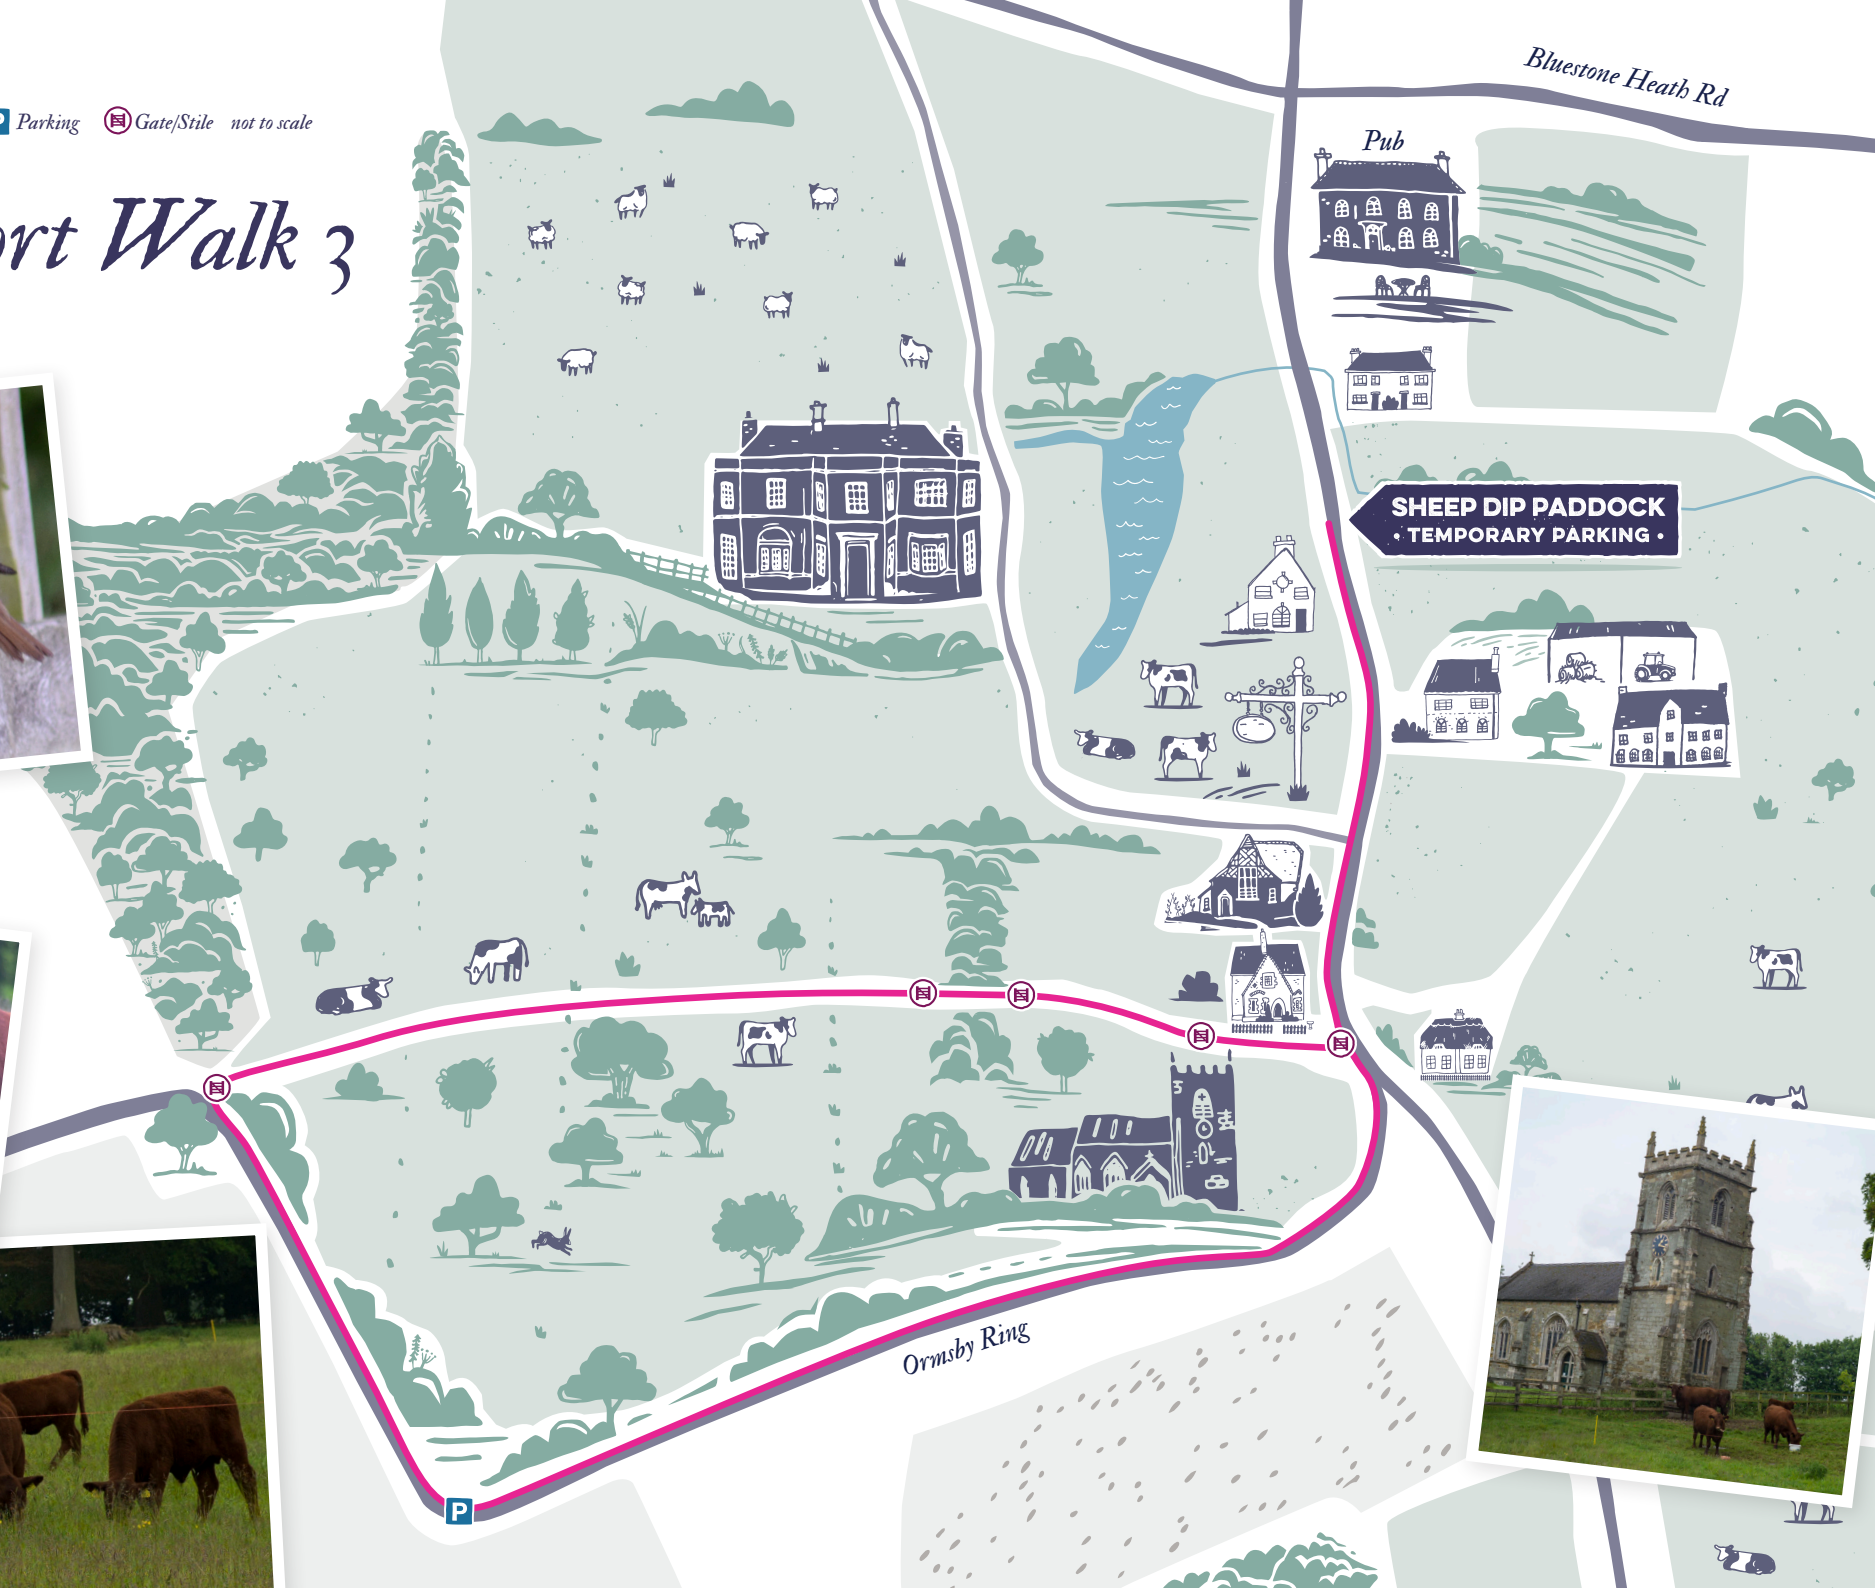 Bluestone Heath Rd
P Parking Gate/Stile not to scale
Pub
Walk 3
SHEEP DIP PADDOCK
• TEMPORARY PARKING •
Ormsby Ring
P